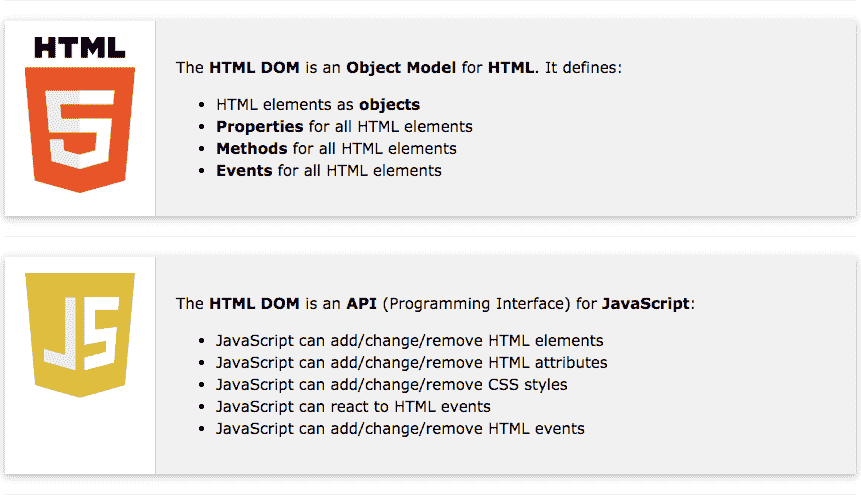 HTML
5
The HTML DOM is an Object Model for HTML. It defines:
• HTML elements as objects
• Properties for all HTML elements
• Methods for all HTML elements
• Events for all HTML elements
JS
The HTML DOM is an API (Programming Interface) for JavaScript:
• JavaScript can add/change/remove HTML elements
• JavaScript can add/change/remove HTML attributes
• JavaScript can add/change/remove CSS styles
• JavaScript can react to HTML events
• JavaScript can add/change/remove HTML events